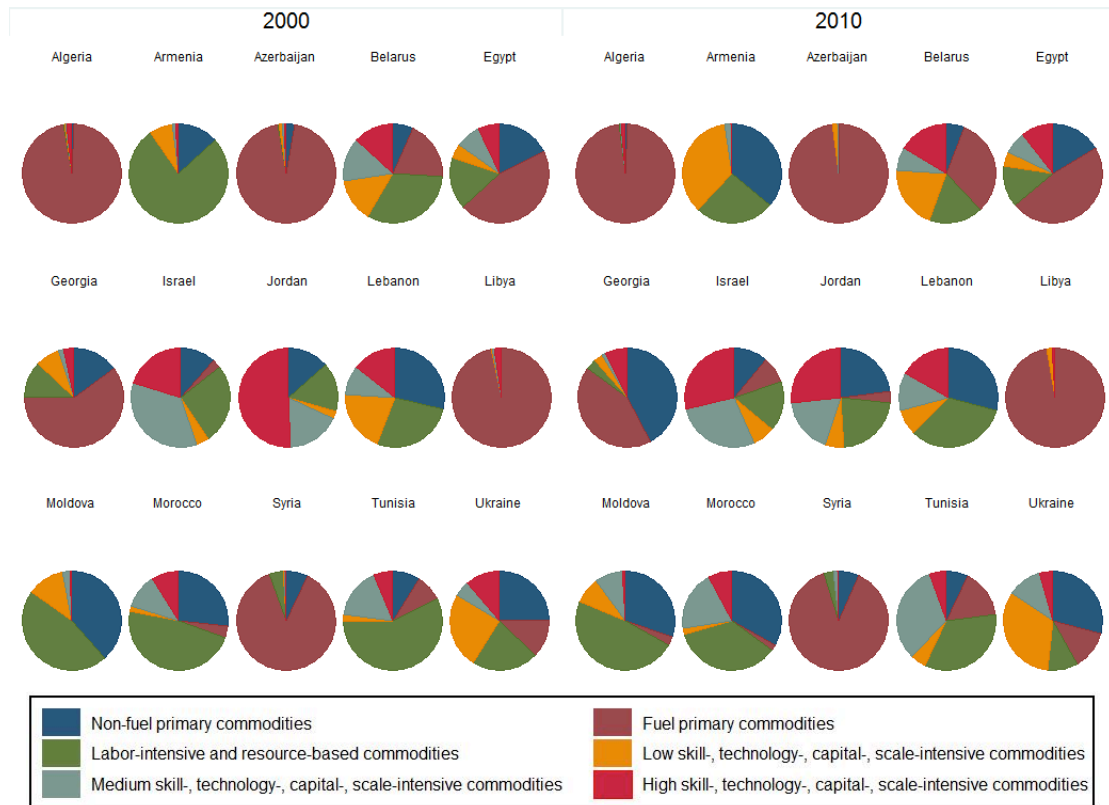 2000 2010
Algeria Armenia Azerbaijan Belarus Egypt Algeria Armenia Azerbaijan Belarus Egypt
Georgia Israel Jordan Lebanon Libya Georgia Israel Jordan Lebanon Libya
Moldova Morocco Syria Tunisia Ukraine Moldova Morocco Syria Tunisia Ukraine
Non-fuel primary commodities Fuel primary commodities
Labor-intensive and resource-based commodities Low skill-, technology-, capital-, scale-intensive commodities
Medium skill-, technology-, capital-, scale-intensive commodities High skill-, technology-, capital-, scale-intensive commodities